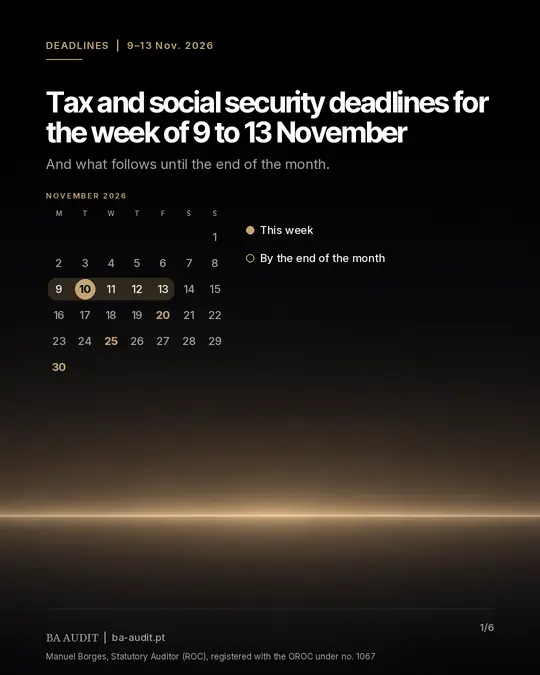 DEADLINES | 9–13 Nov. 2026
Tax and social security deadlines for
the week of 9 to 13 November
And what follows until the end of the month.
NOVEMBER 2026
M T W T F S S
1
2 3 4 5 6 7 8
9 10 11 12 13 14 15
16 17 18 19 20 21 22
23 24 25 26 27 28 29
30
This week
By the end of the month
1/6
BA AUDIT | ba-audit.pt
Manuel Borges, Statutory Auditor (ROC), registered with the OROC under no. 1067